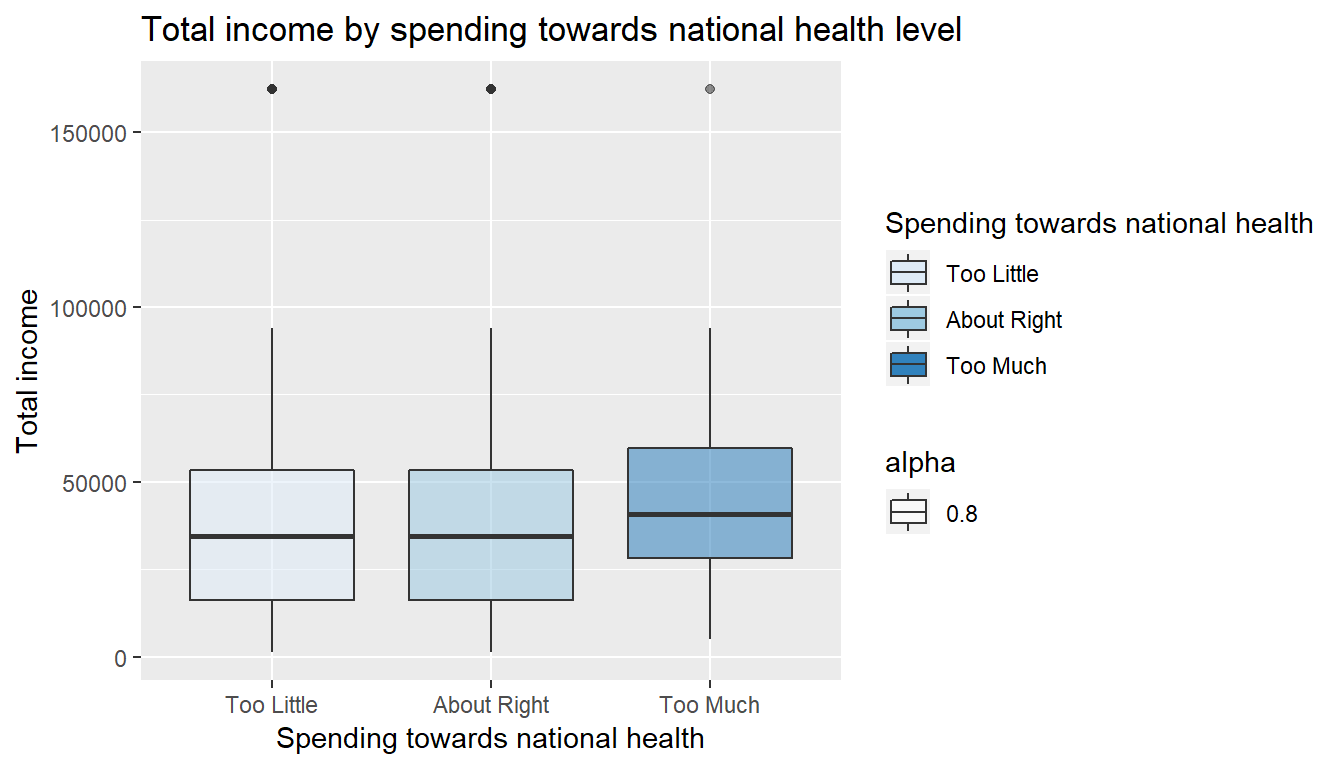 Total income by spending towards national health level
Total income
150000
100000
50000
0
Too Little
About Right
Too Much
Spending towards national health
Spending towards national health
Too Little
About Right
Too Much
alpha
0.8